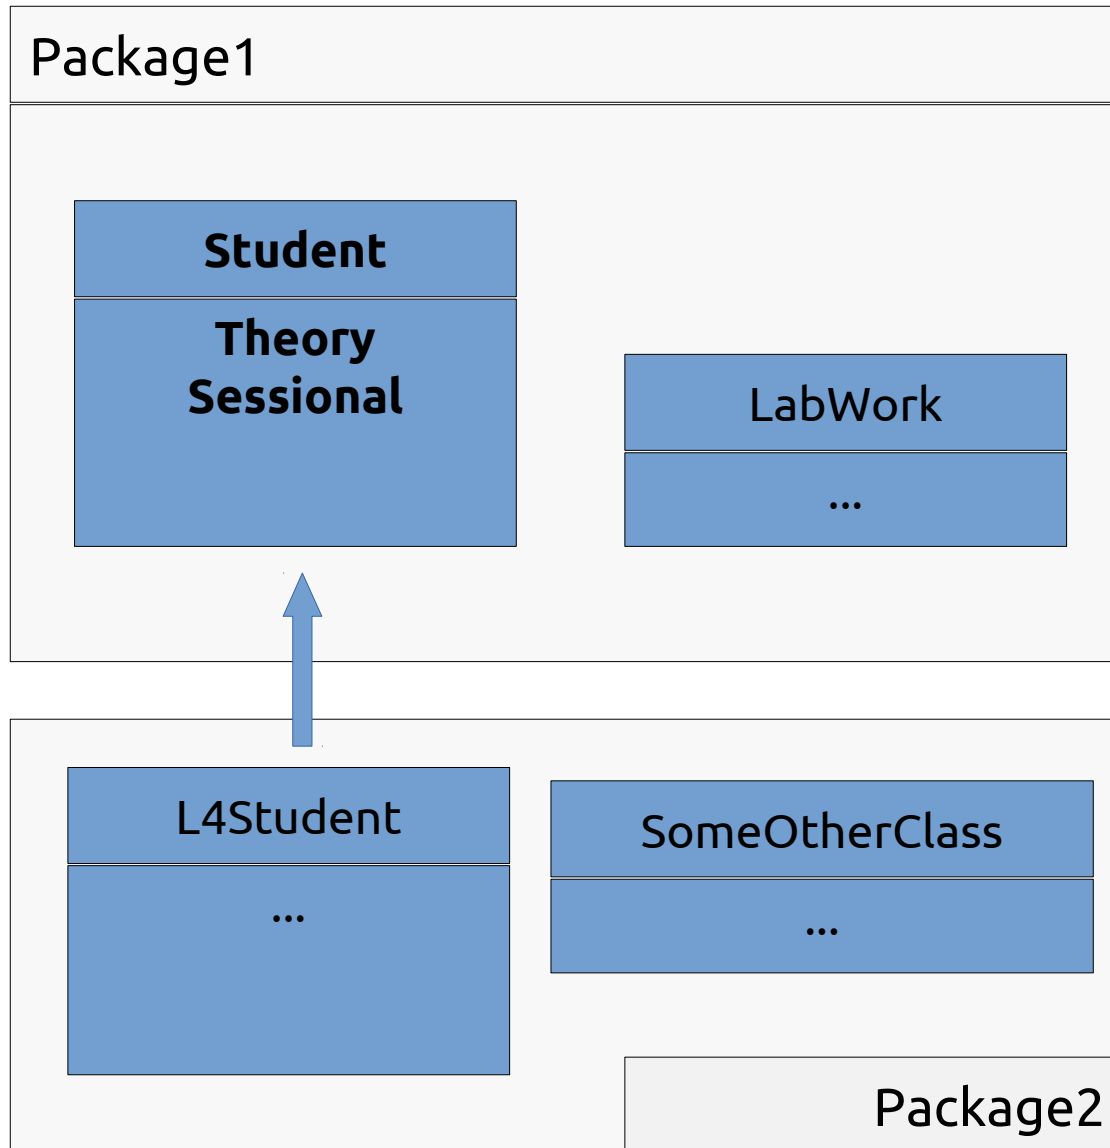 Package1
Student
Theory
Sessional
LabWork
...
L4Student
...
SomeOtherClass
...
Package2